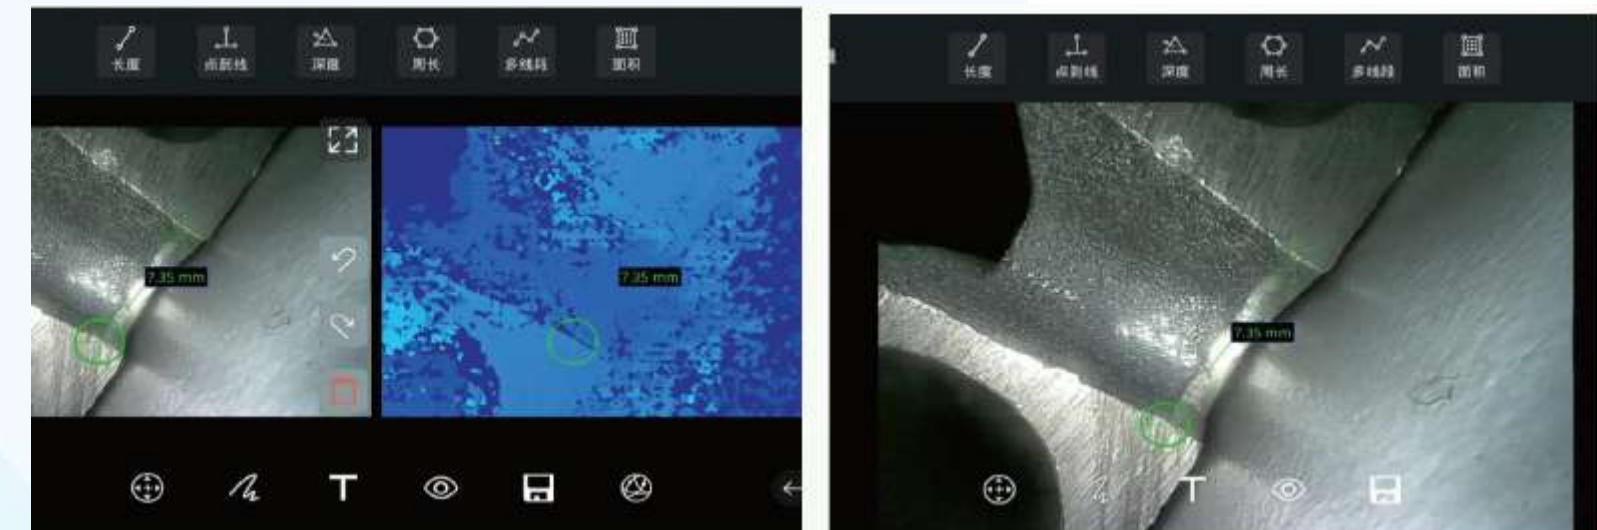 长度 点到线 深度 周长 多线段 面积
7.35 mm
7.35 mm
长度 点到线 深度 周长 多线段 面积
7.35 mm